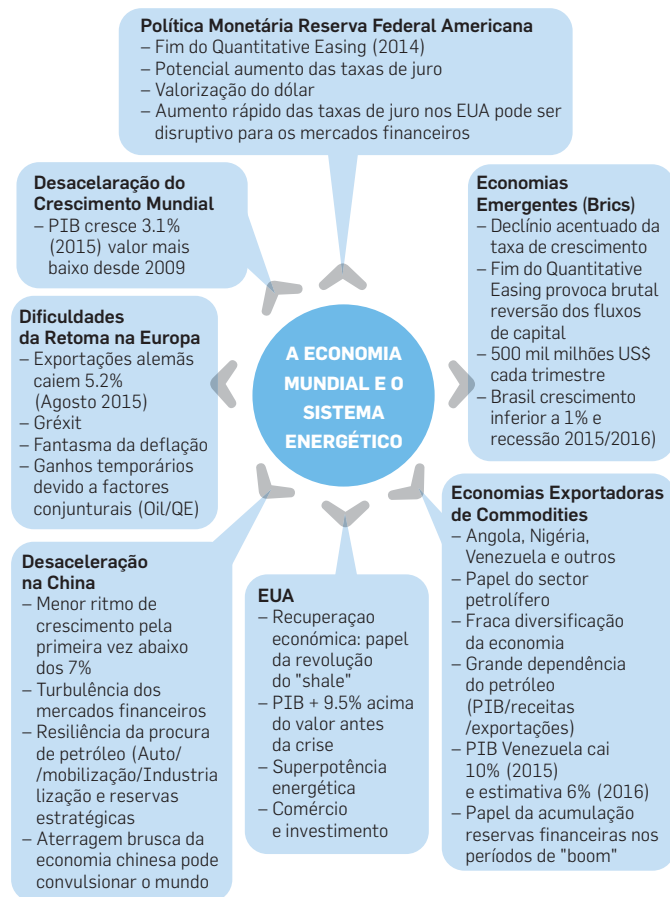 Política Monetária Reserva Federal Americana
– Fim do Quantitative Easing (2014)
– Potencial aumento das taxas de juro
– Valorização do dólar
– Aumento rápido das taxas de juro nos EUA pode ser
disruptivo para os mercados financeiros
Desacelaração do
Crescimento Mundial
– PIB cresce 3.1%
(2015) valor mais
baixo desde 2009
Economias
Emergentes (Brics)
– Declínio acentuado da
taxa de crescimento
– Fim do Quantitative
Easing provoca brutal
reversão dos fluxos
de capital
– 500 mil milhões US$
cada trimestre
– Brasil crescimento
inferior a 1% e
recessão 2015/2016)
Dificuldades
da Retoma na Europa
– Exportações alemãs
caiem 5.2%
(Agosto 2015)
– Gréxit
– Fantasma da deflação
– Ganhos temporários
devido a factores
conjunturais (Oil/QE)
A ECONOMIA
MUNDIAL E O
SISTEMA
ENERGÉTICO
Desaceleração
na China
– Menor ritmo de
crescimento pela
primeira vez abaixo
dos 7%
– Turbulência dos
mercados financeiros
– Resiliência da procura
de petróleo (Auto/
/mobilização/Industria
lização e reservas
estratégicas
– Aterragem brusca da
economia chinesa pode
convulsionar o mundo
EUA
– Recuperaçao
económica: papel
da revolução
do "shale"
– PIB + 9.5% acima
do valor antes
da crise
– Superpotência
energética
– Comércio
e investimento
Economias Exportadoras
de Commodities
– Angola, Nigéria,
Venezuela e outros
– Papel do sector
petrolífero
– Fraca diversificação
da economia
– Grande dependência
do petróleo
(PIB/receitas
/exportações)
– PIB Venezuela cai
10% (2015)
e estimativa 6% (2016)
– Papel da acumulação
reservas financeiras nos
períodos de "boom"